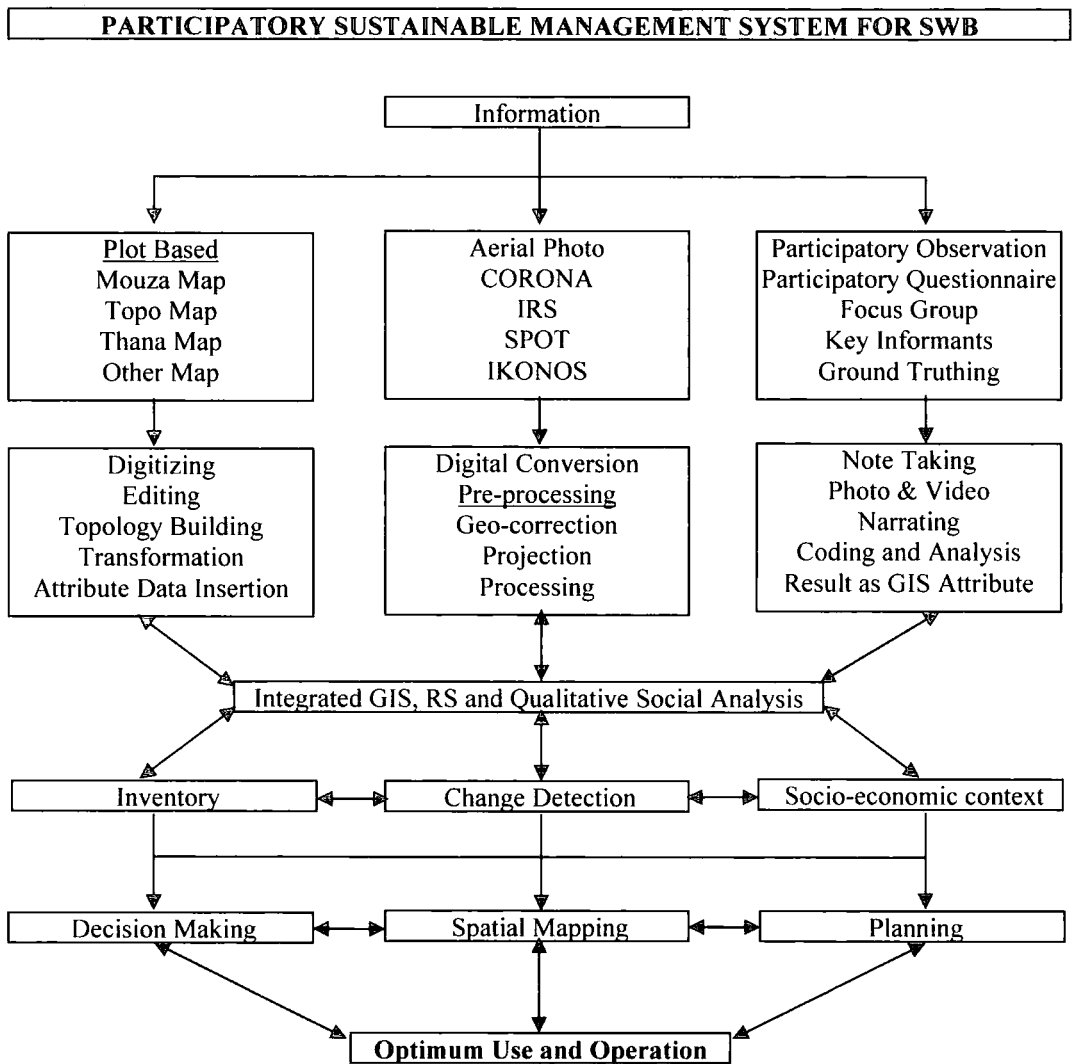 PARTICIPATORY SUSTAINABLE MANAGEMENT SYSTEM FOR SWB
Information
Plot Based
Mouza Map
Topo Map
Thana Map
Other Map
Aerial Photo
CORONA
IRS
SPOT
IKONOS
Participatory Observation
Participatory Questionnaire
Focus Group
Key Informants
Ground Truthing
Digitizing
Editing
Topology Building
Transformation
Attribute Data Insertion
Digital Conversion
Pre-processing
Geo-correction
Projection
Processing
Note Taking
Photo & Video
Narrating
Coding and Analysis
Result as GIS Attribute
Integrated GIS, RS and Qualitative Social Analysis
Inventory
Change Detection
Socio-economic context
Decision Making
Spatial Mapping
Planning
Optimum Use and Operation